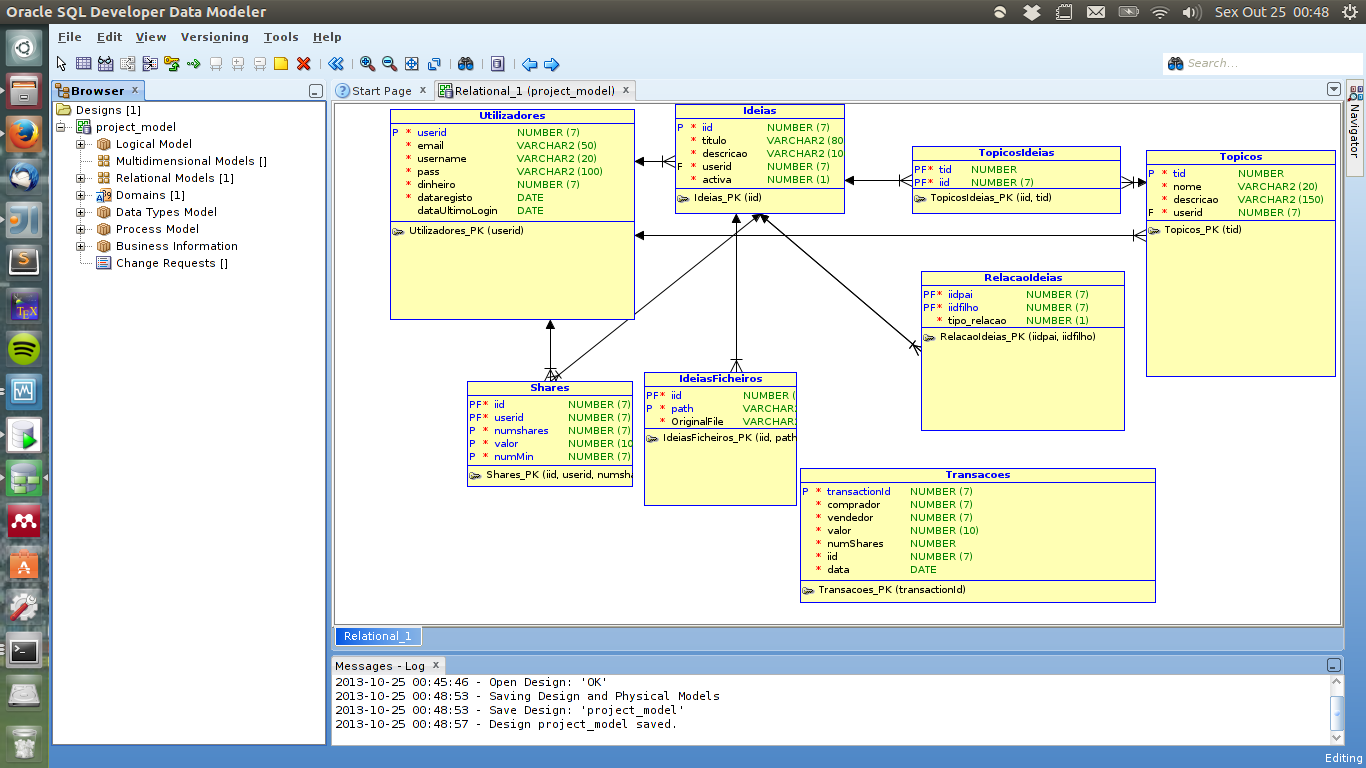 Oracle SQL Developer Data Modeler
Sex Out 25 00:48
File Edit View Versioning Tools Help
Search...
Browser x
Designs [1]
project_model
Logical Model
Multidimensional Models []
Relational Models [1]
Domains [1]
Data Types Model
Process Model
Business Information
Change Requests []
Start Page x
Relational_1 (project_model) x
Navigator
Utilizadores
P * userid NUMBER (7)
* email VARCHAR2 (50)
* username VARCHAR2 (20)
* pass VARCHAR2 (100)
* dinheiro NUMBER (7)
* dataregisto DATE
dataUltimoLogin DATE
Utilizadores_PK (userid)
Ideias
P * iid NUMBER (7)
* titulo VARCHAR2 (80
* descricao VARCHAR2 (10
F * userid NUMBER (7)
* activa NUMBER (1)
Ideias_PK (iid)
TopicosIdeias
PF * tid NUMBER
PF * iid NUMBER (7)
TopicosIdeias_PK (iid, tid)
Topicos
P * tid NUMBER
* nome VARCHAR2 (20)
* descricao VARCHAR2 (150)
F * userid NUMBER (7)
Topicos_PK (tid)
RelacaoIdeias
PF * iidpai NUMBER (7)
PF * iidfilho NUMBER (7)
* tipo_relacao NUMBER (1)
RelacaoIdeias_PK (iidpai, iidfilho)
Shares
PF * iid NUMBER (7)
PF * userid NUMBER (7)
P * numshares NUMBER (7)
P * valor NUMBER (10
P * numMin NUMBER (7)
Shares_PK (iid, userid, numsh
IdeiasFicheiros
PF * iid NUMBER (
P * path VARCHAR
* OriginalFile VARCHAR
IdeiasFicheiros_PK (iid, path
Transacoes
P * transactionId NUMBER (7)
* comprador NUMBER (7)
* vendedor NUMBER (7)
* valor NUMBER (10)
* numShares NUMBER
* iid NUMBER (7)
* data DATE
Transacoes_PK (transactionId)
Relational_1
Messages - Log x
2013-10-25 00:45:46 - Open Design: 'OK'
2013-10-25 00:48:53 - Saving Design and Physical Models
2013-10-25 00:48:53 - Save Design: 'project_model'
2013-10-25 00:48:57 - Design project_model saved.
Editing